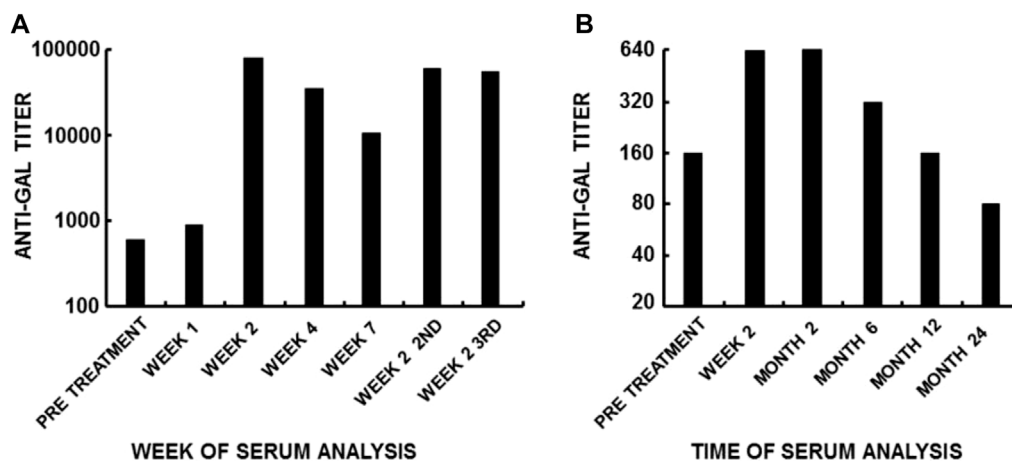 A
ANTI-GAL TITER
100000
10000
1000
100
PRE TREATMENT
WEEK 1
WEEK 2
WEEK 4
WEEK 7
WEEK 2 2ND
WEEK 2 3RD
WEEK OF SERUM ANALYSIS
B
ANTI-GAL TITER
640
320
160
80
40
20
PRE TREATMENT
WEEK 2
MONTH 2
MONTH 6
MONTH 12
MONTH 24
TIME OF SERUM ANALYSIS